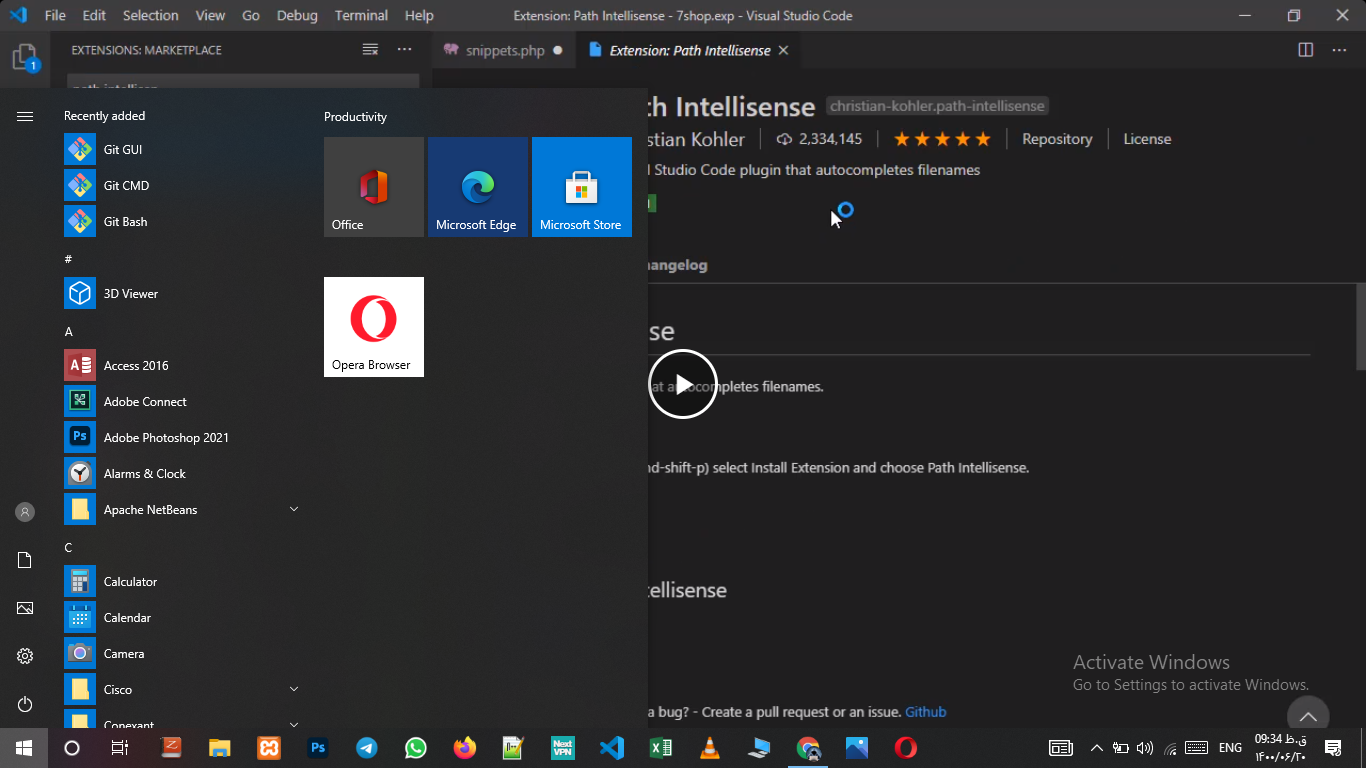 File Edit Selection View Go Debug Terminal Help
Extension: Path Intellisense - 7shop.exp - Visual Studio Code
1
EXTENSIONS: MARKETPLACE
snippets.php
Extension: Path Intellisense
Recently added
Git GUI
Git CMD
Git Bash
#
3D Viewer
A
Access 2016
Adobe Connect
Adobe Photoshop 2021
Alarms & Clock
Apache NetBeans
C
Calculator
Calendar
Camera
Cisco
Conexant
Productivity
Office
Microsoft Edge
Microsoft Store
Opera Browser
th Intellisense christian-kohler.path-intellisense
stian Kohler 2,334,145 Repository License
l Studio Code plugin that autocompletes filenames
hangelog
se
at autocompletes filenames.
nd-shift-p) select Install Extension and choose Path Intellisense.
tellisense
a bug? - Create a pull request or an issue. Github
Activate Windows
Go to Settings to activate Windows.
Ps
Next
VPN
ENG
09:34 ق.ظ
۱۴۰۰/۰۶/۲۰